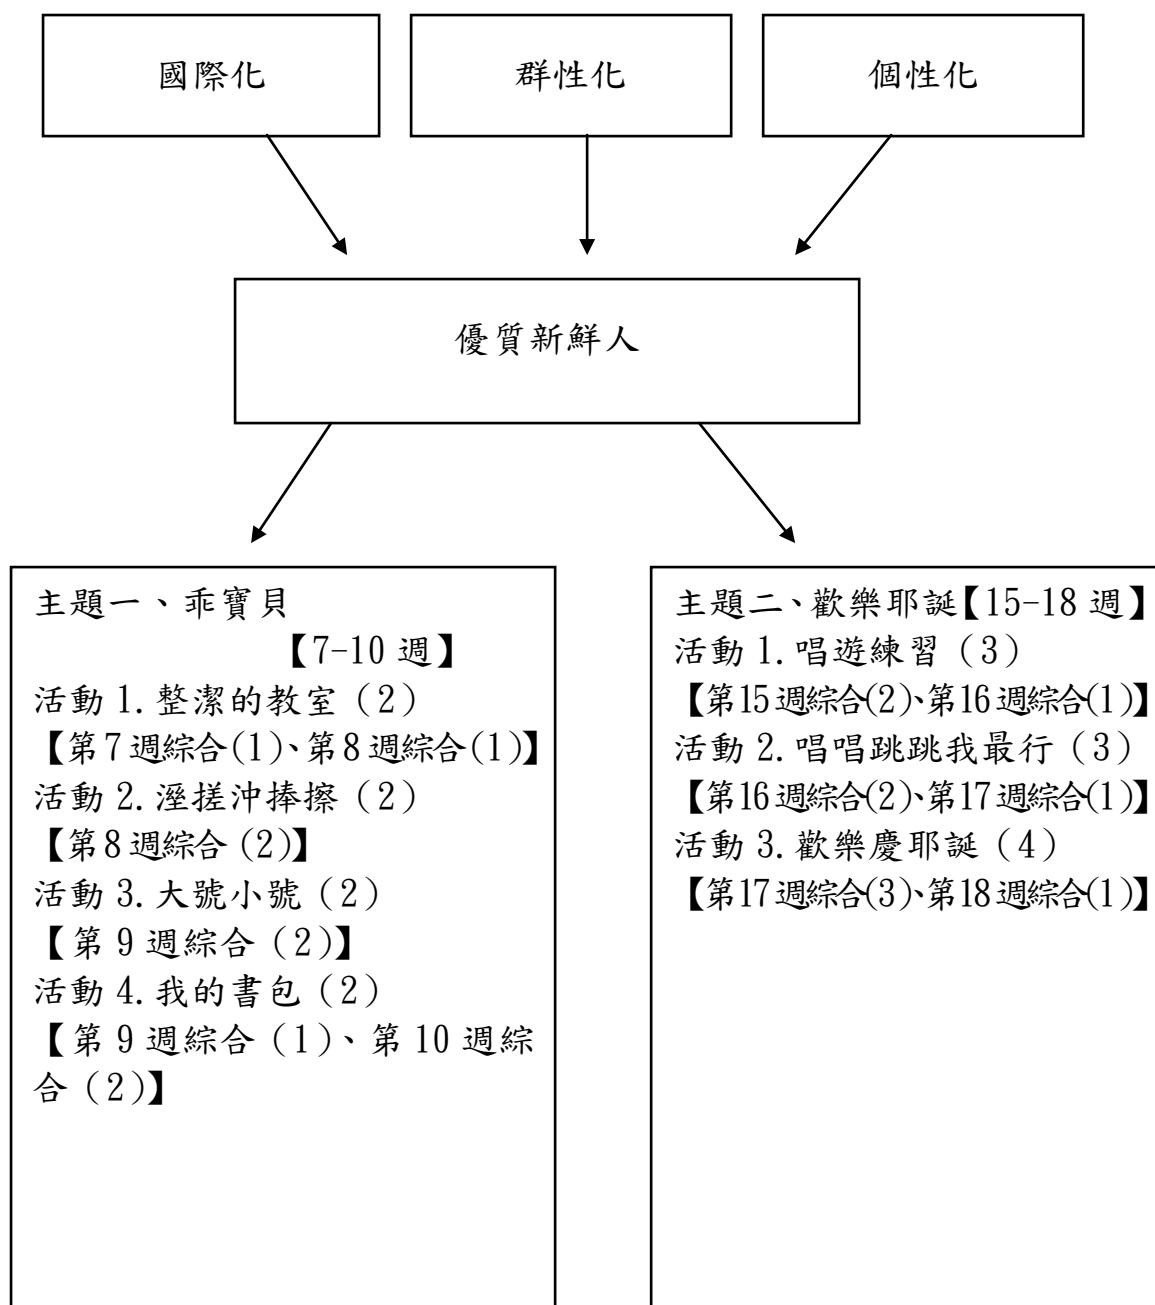 國際化
群性化
個性化
優質新鮮人
主題一、乖寶貝
【7-10 週】
活動 1. 整潔的教室（2）
【第7週綜合(1)、第8週綜合(1)】
活動 2. 溼搓沖捧擦（2）
【第8週綜合（2)】
活動 3. 大號小號（2）
【第 9 週綜合（2)】
活動 4. 我的書包（2）
【第 9 週綜合（1)、第 10 週綜
合（2)】
主題二、歡樂耶誕【15-18 週】
活動 1. 唱遊練習（3）
【第15週綜合(2)、第16週綜合(1)】
活動 2. 唱唱跳跳我最行（3）
【第16週綜合(2)、第17週綜合(1)】
活動 3. 歡樂慶耶誕（4）
【第17週綜合(3)、第18週綜合(1)】